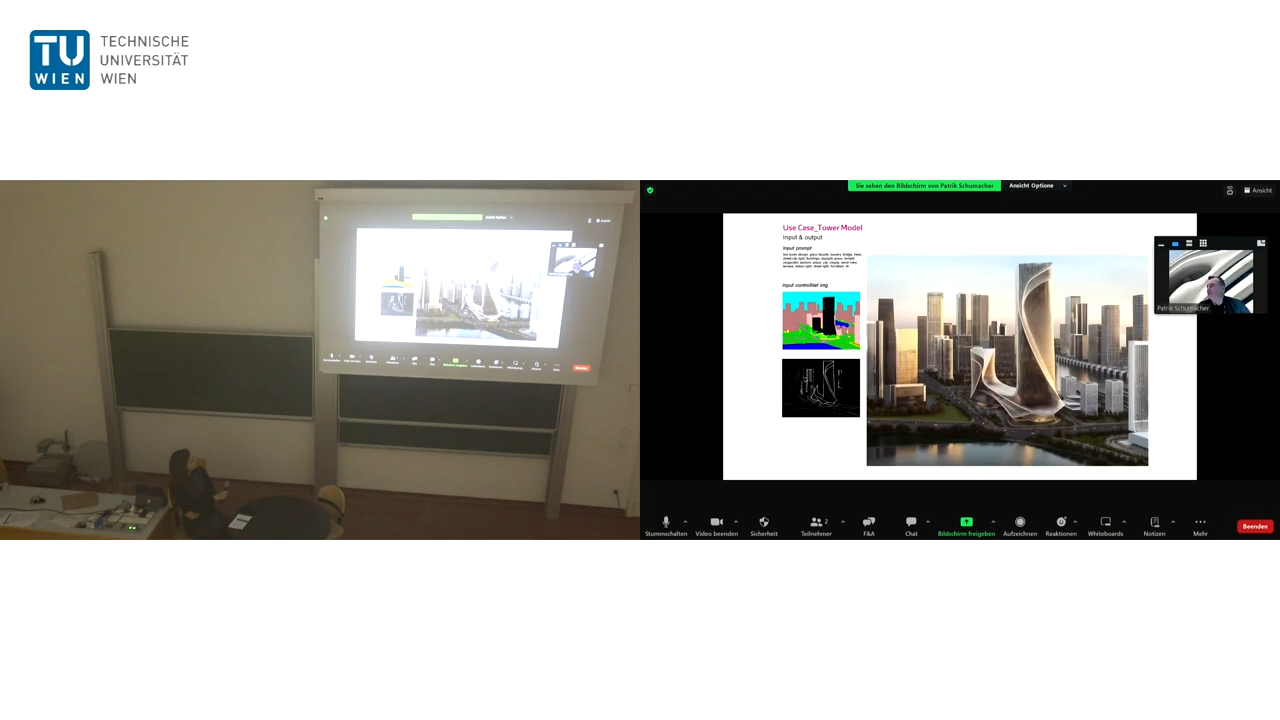 TU
WIEN
TECHNISCHE
UNIVERSITÄT
WIEN
Sie sehen den Bildschirm von Patrik Schumacher
Ansicht Optione
Ansicht
Use Case_Tower Model
Input & output
Input prompt
Input controlNet img
Patrik Schumacher
Stummschalten
Video beenden
Sicherheit
2
Teilnehmer
F&A
Chat
Bildschirm freigeben
Aufzeichnen
Reaktionen
Whiteboards
Notizen
Mehr
Beenden